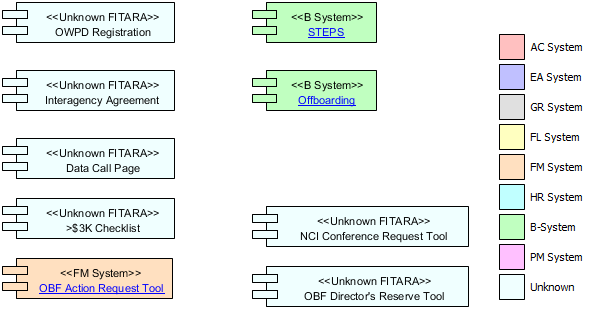 <<Unknown FITARA>>
OWPD Registration
<<B System>>
STEPS
<<Unknown FITARA>>
Interagency Agreement
<<B System>>
Offboarding
<<Unknown FITARA>>
Data Call Page
<<Unknown FITARA>>
>$3K Checklist
<<Unknown FITARA>>
NCI Conference Request Tool
<<FM System>>
OBF Action Request Tool
<<Unknown FITARA>>
OBF Director's Reserve Tool
AC System
EA System
GR System
FL System
FM System
HR System
B-System
PM System
Unknown